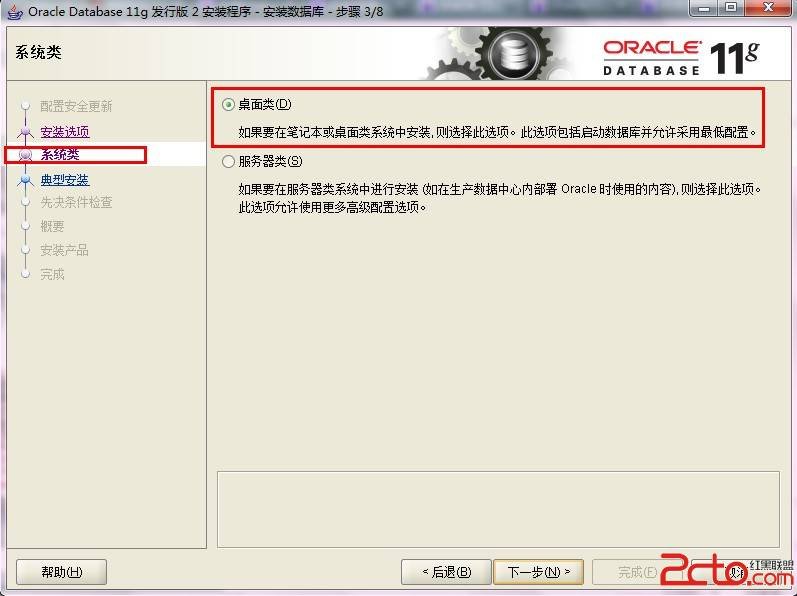 Oracle Database 11g 发行版 2 安装程序 - 安装数据库 - 步骤 3/8
系统类
ORACLE
DATABASE
11g
配置安全更新
安装选项
系统类
典型安装
先决条件检查
概要
安装产品
完成
桌面类(D)
如果要在笔记本或桌面类系统中安装,则选择此选项。此选项包括启动数据库并允许采用最低配置。
服务器类(S)
如果要在服务器类系统中进行安装 (如在生产数据中心内部署 Oracle 时使用的内容),则选择此选项。
此选项允许使用更多高级配置选项。
帮助(H)
< 后退(B)
下一步(N) >
完成(F)
取消
2cto.com
红黑联盟